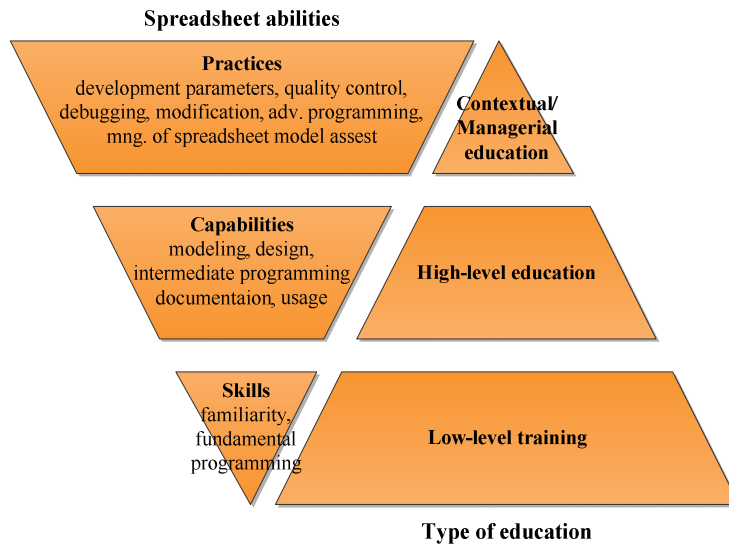 Spreadsheet abilities
Practices
development parameters, quality control,
debugging, modification, adv. programming,
mng. of spreadsheet model assest
Contextual/
Managerial
education
Capabilities
modeling, design,
intermediate programming
documentaion, usage
High-level education
Skills
familiarity,
fundamental
programming
Low-level training
Type of education